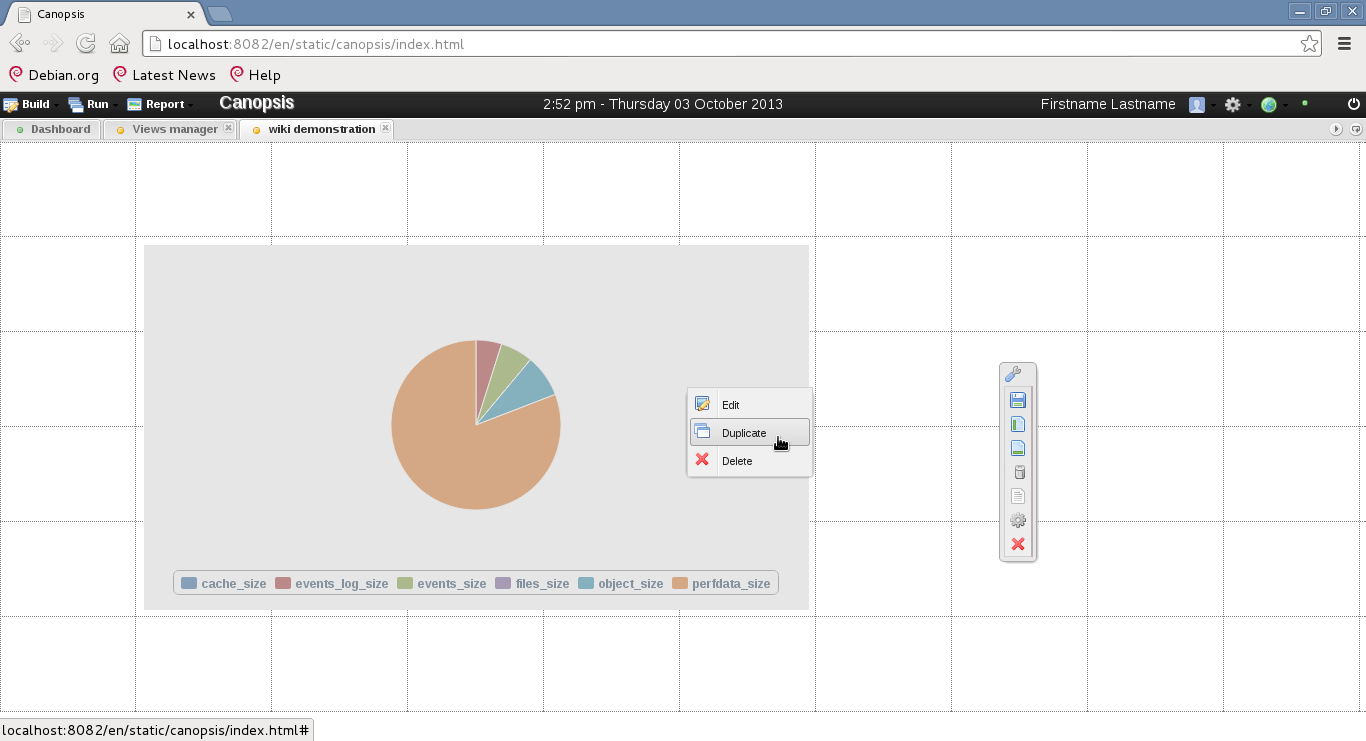 Canopsis
localhost:8082/en/static/canopsis/index.html
Debian.org Latest News Help
Build Run Report Canopsis 2:52 pm - Thursday 03 October 2013 Firstname Lastname
Dashboard Views manager wiki demonstration
Edit
Duplicate
Delete
cache_size events_log_size events_size files_size object_size perfdata_size
localhost:8082/en/static/canopsis/index.html#